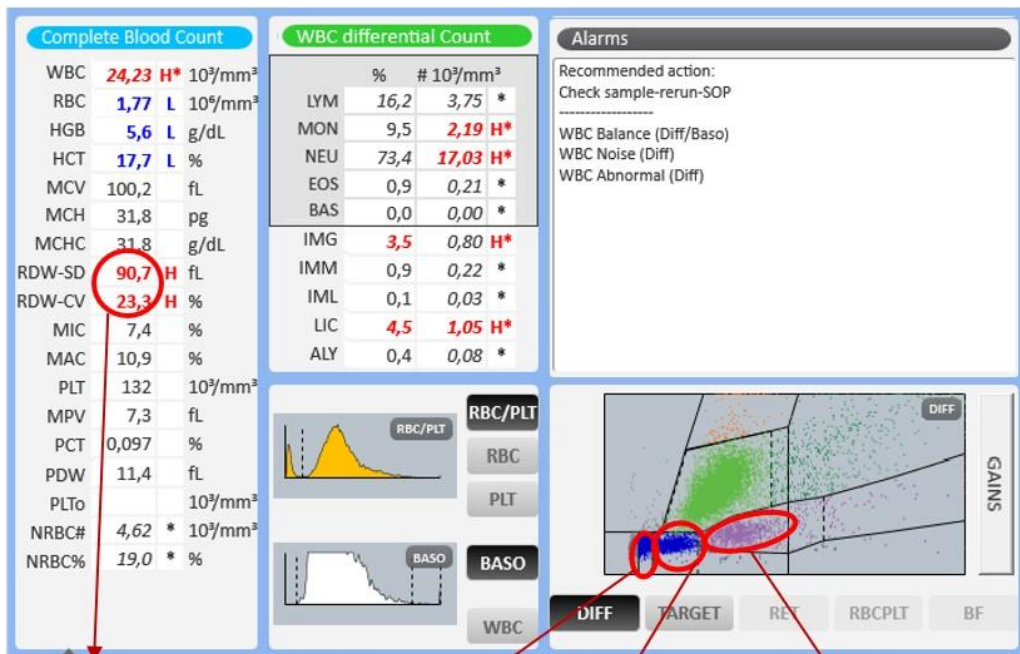 Complete Blood Count
WBC 24,23 H* 10³/mm³
RBC 1,77 L 10⁶/mm³
HGB 5,6 L g/dL
HCT 17,7 L %
MCV 100,2 fL
MCH 31,8 pg
MCHC 31,8 g/dL
RDW-SD 90,7 H fL
RDW-CV 23,3 H %
MIC 7,4 %
MAC 10,9 %
PLT 132 10³/mm³
MPV 7,3 fL
PCT 0,097 %
PDW 11,4 fL
PLTo 10³/mm³
NRBC# 4,62 * 10³/mm³
NRBC% 19,0 * %
WBC differential Count
% # 10³/mm³
LYM 16,2 3,75 *
MON 9,5 2,19 H*
NEU 73,4 17,03 H*
EOS 0,9 0,21 *
BAS 0,0 0,00 *
IMG 3,5 0,80 H*
IMM 0,9 0,22 *
IML 0,1 0,03 *
LIC 4,5 1,05 H*
ALY 0,4 0,08 *
Alarms
Recommended action:
Check sample-rerun-SOP
------------------
WBC Balance (Diff/Baso)
WBC Noise (Diff)
WBC Abnormal (Diff)
RBC/PLT
RBC/PLT
RBC
PLT
BASO
BASO
WBC
DIFF
GAINS
DIFF TARGET RET RBCPLT BF